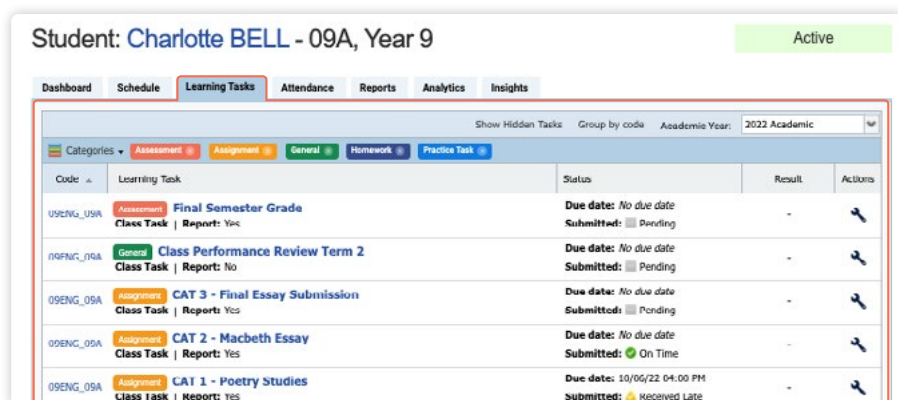 Student: Charlotte BELL - 09A, Year 9
Active
Dashboard Schedule Learning Tasks Attendance Reports Analytics Insights
Show Hidden Tasks Group by code Academic Year: 2022 Academic
Categories Assessment Assignment General Homework Practice Task
Code Learning Task Status Result Actions
09ENG_09A Assessment Final Semester Grade Due date: No due date -
Class Task | Report: Yes Submitted: Pending
09ENG_09A General Class Performance Review Term 2 Due date: No due date -
Class Task | Report: No Submitted: Pending
09ENG_09A Assignment CAT 3 - Final Essay Submission Due date: No due date -
Class Task | Report: Yes Submitted: Pending
09ENG_09A Assignment CAT 2 - Macbeth Essay Due date: No due date -
Class Task | Report: Yes Submitted: On Time
09ENG_09A Assignment CAT 1 - Poetry Studies Due date: 10/06/22 04:00 PM -
Class Task | Report: Yes Submitted: Received Late